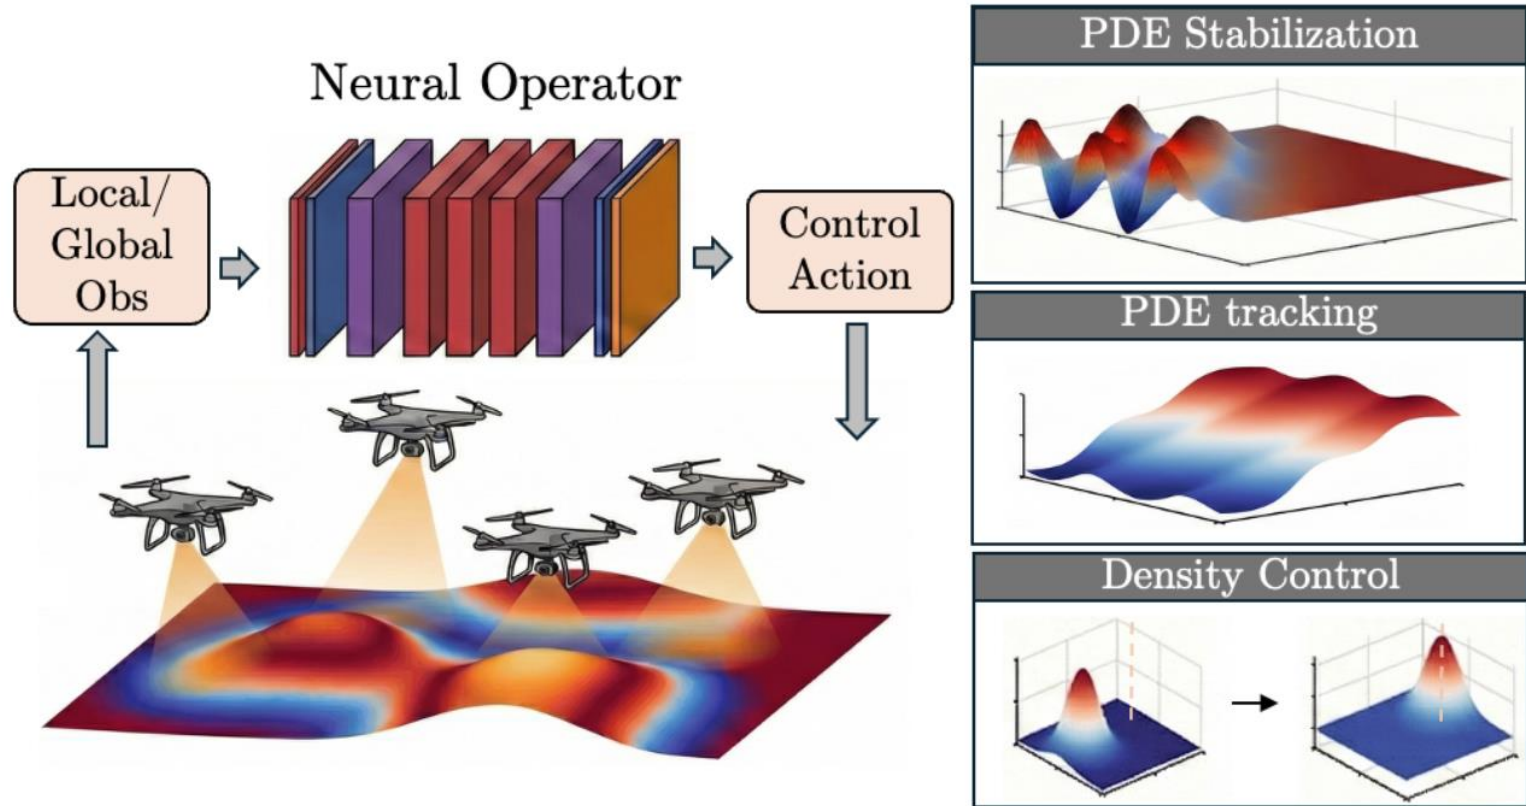 Neural Operator
Local/
Global
Obs
Control
Action
PDE Stabilization
PDE tracking
Density Control